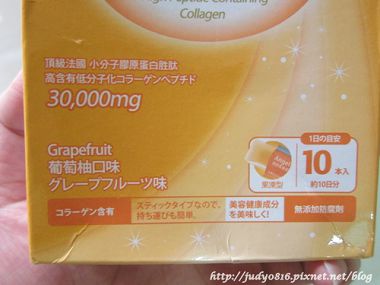 Peptide Containing
Collagen
頂級法國 小分子膠原蛋白胜肽
高含有低分子化コラーゲンペプチド
30,000mg
Grapefruit
葡萄柚口味
グレープフルーツ味
1日の目安
10本入
約10日分
Angel
果凍型
コラーゲン含有
スティックタイプなので、
持ち運びも簡単。
美容健康成分
を美味しく!
無添加防腐劑
http://judy0816.pixnet.net/blog